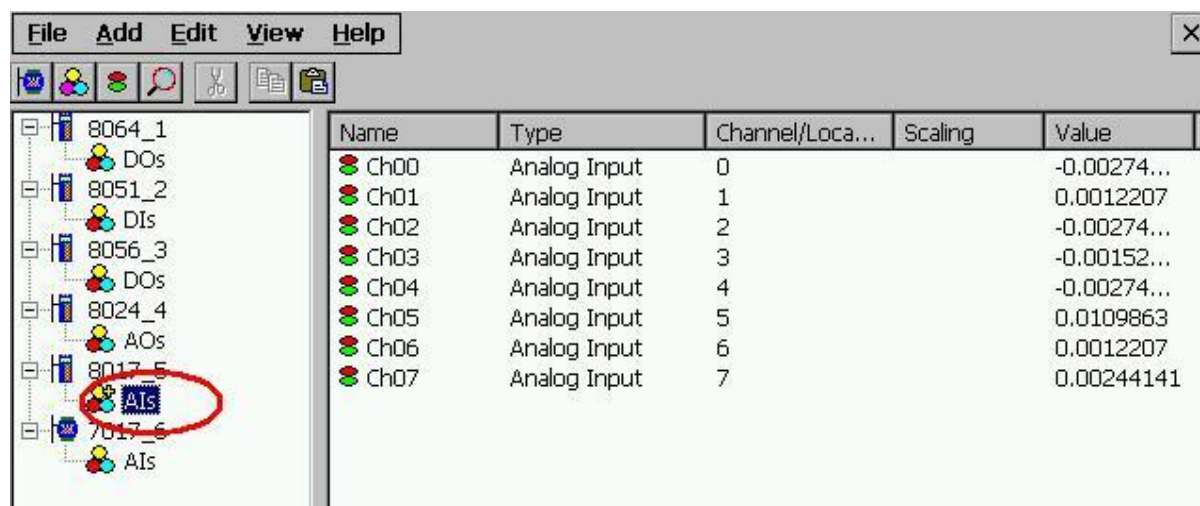 File Add Edit View Help
8064_1
DOs
8051_2
DIs
8056_3
DOs
8024_4
AOs
8017_5
AIs
7017_6
AIs
Name Type Channel/Loca... Scaling Value
Ch00 Analog Input 0 -0.00274...
Ch01 Analog Input 1 0.0012207
Ch02 Analog Input 2 -0.00274...
Ch03 Analog Input 3 -0.00152...
Ch04 Analog Input 4 -0.00274...
Ch05 Analog Input 5 0.0109863
Ch06 Analog Input 6 0.0012207
Ch07 Analog Input 7 0.00244141